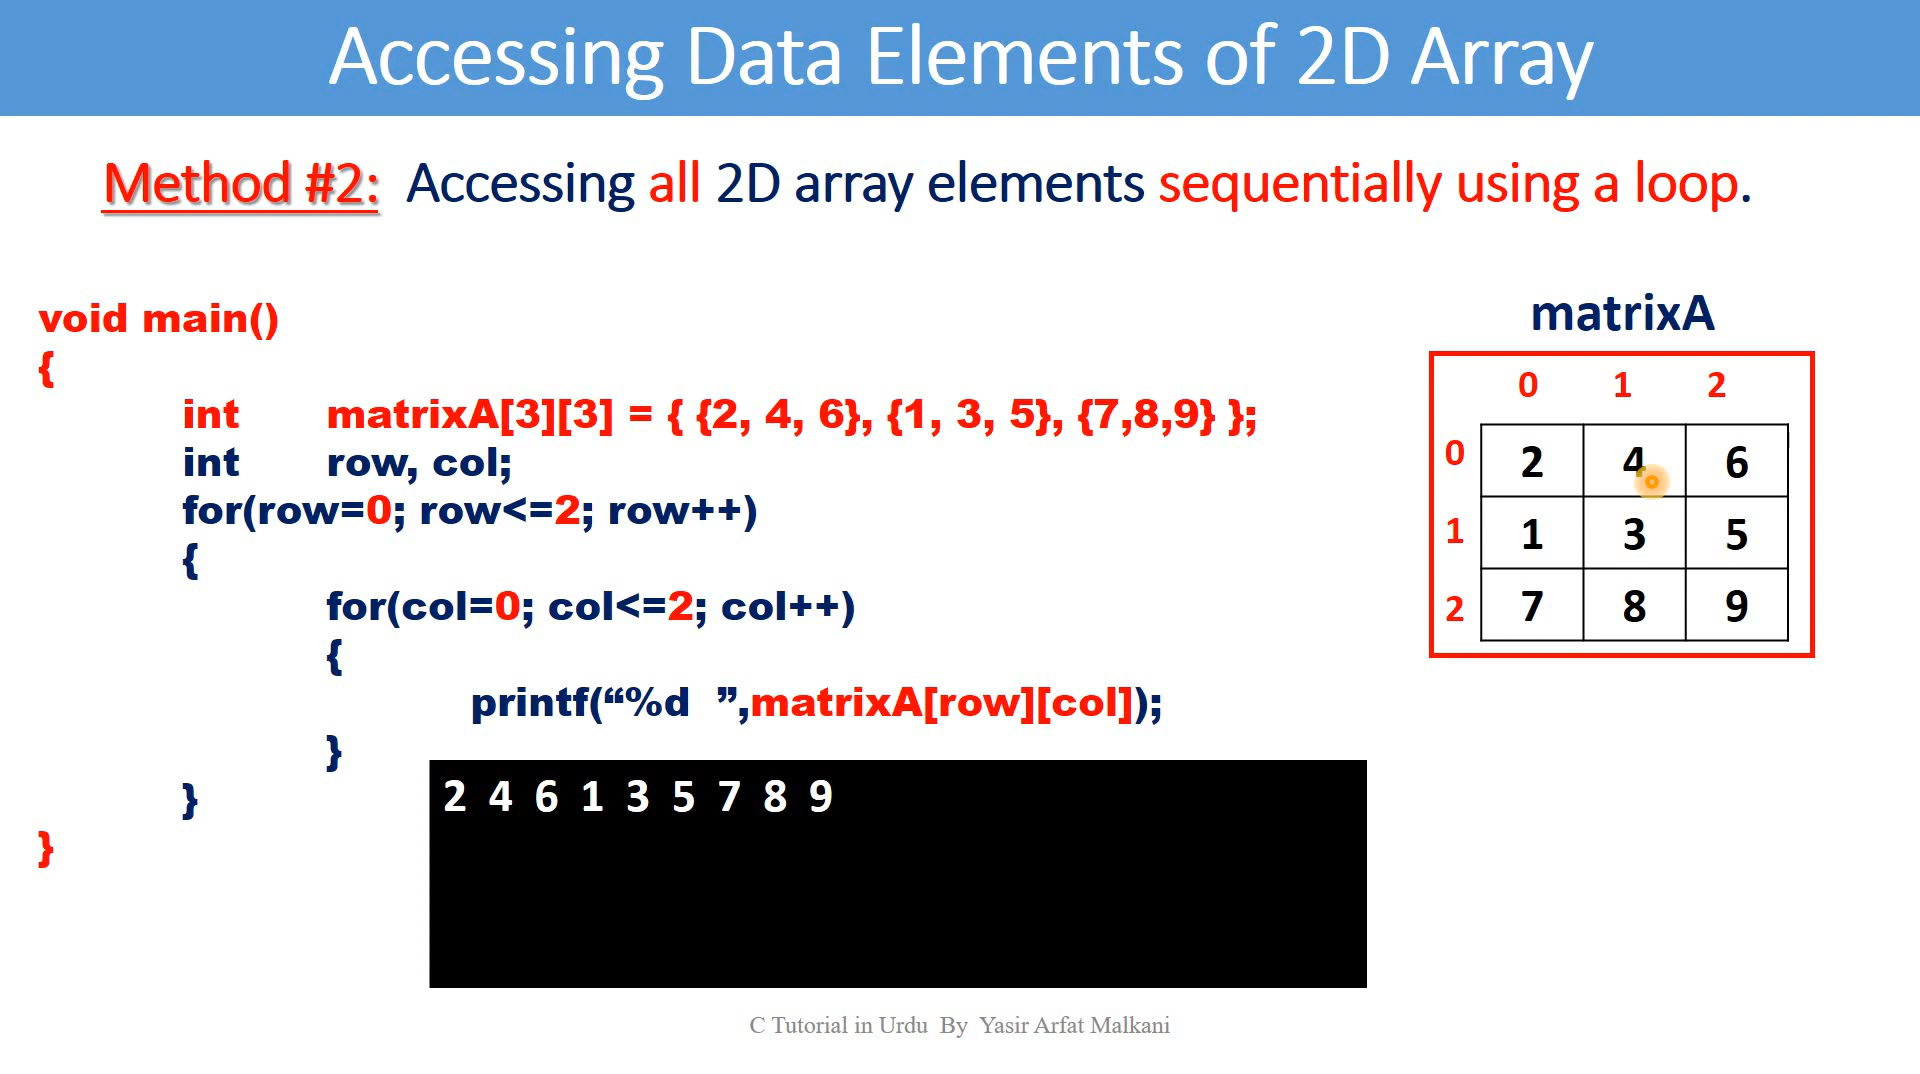 Accessing Data Elements of 2D Array
Method #2: Accessing all 2D array elements sequentially using a loop.
void main()
{
int matrixA[3][3] = { {2, 4, 6}, {1, 3, 5}, {7,8,9} };
int row, col;
for(row=0; row<=2; row++)
{
for(col=0; col<=2; col++)
{
printf(“%d  ”,matrixA[row][col]);
}
}
}
2 4 6 1 3 5 7 8 9
matrixA
0 1 2
0 2 4 6
1 1 3 5
2 7 8 9
C Tutorial in Urdu By Yasir Arfat Malkani